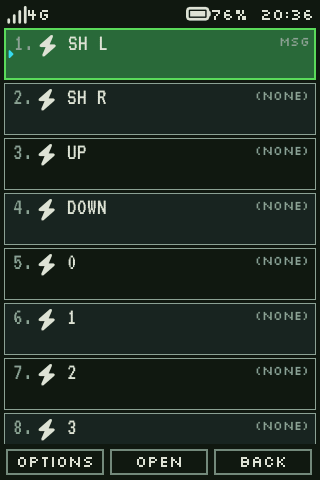 4G 76% 20:36
1. SH L MSG
2. SH R (NONE)
3. UP (NONE)
4. DOWN (NONE)
5. 0 (NONE)
6. 1 (NONE)
7. 2 (NONE)
8. 3 (NONE)
OPTIONS OPEN BACK